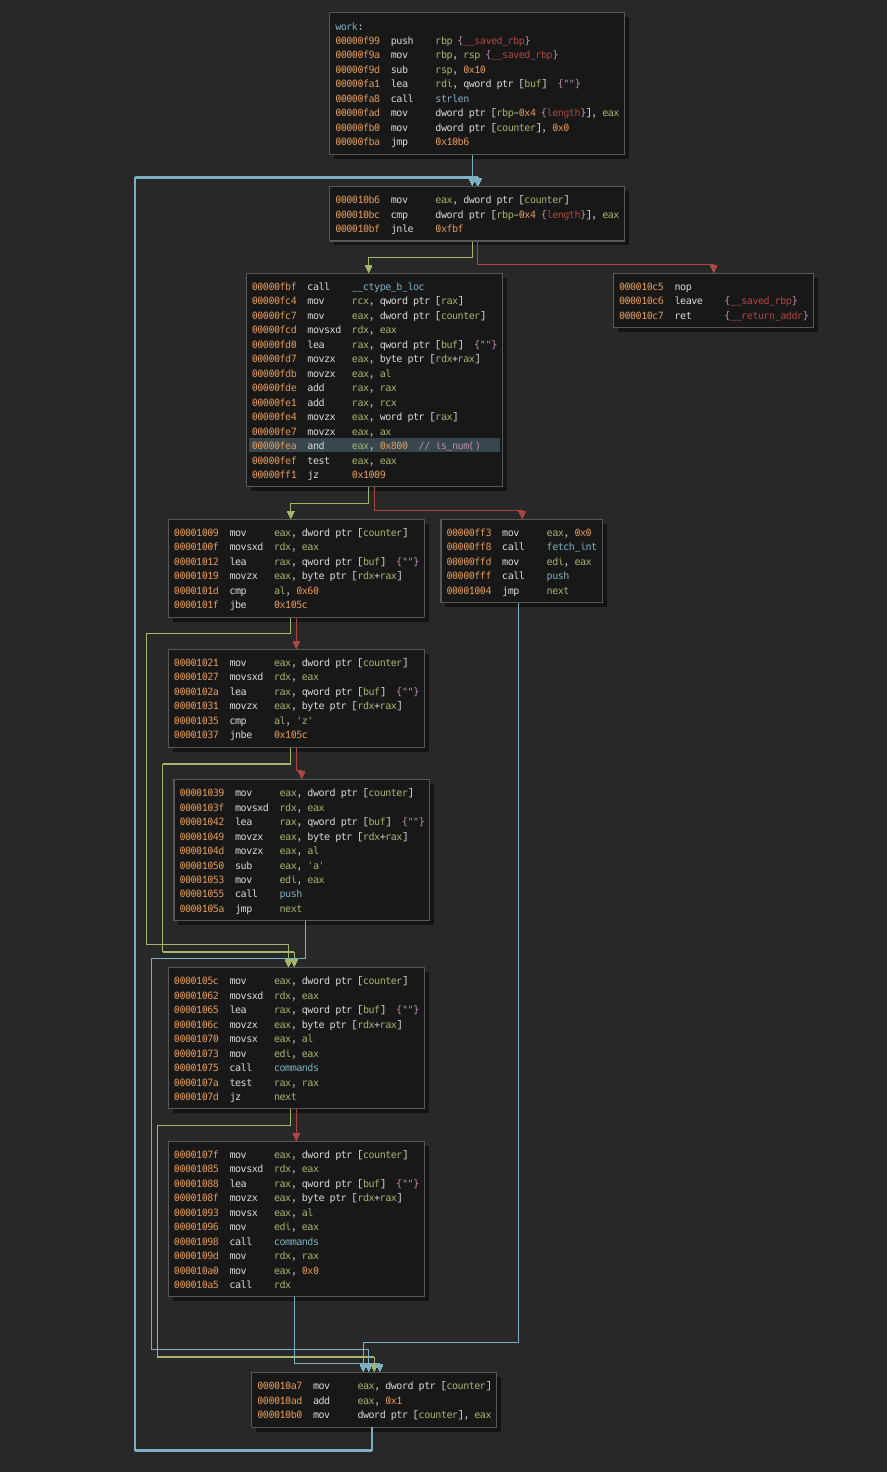 work:
00000f99 push rbp {__saved_rbp}
00000f9a mov rbp, rsp {__saved_rbp}
00000f9d sub rsp, 0x10
00000fa1 lea rdi, qword ptr [buf] {""}
00000fa8 call strlen
00000fad mov dword ptr [rbp-0x4 {length}], eax
00000fb0 mov dword ptr [counter], 0x0
00000fba jmp 0x10b6
000010b6 mov eax, dword ptr [counter]
000010bc cmp dword ptr [rbp-0x4 {length}], eax
000010bf jnle 0xfbf
00000fbf call __ctype_b_loc
00000fc4 mov rcx, qword ptr [rax]
00000fc7 mov eax, dword ptr [counter]
00000fcd movsxd rdx, eax
00000fd0 lea rax, qword ptr [buf] {""}
00000fd7 movzx eax, byte ptr [rdx+rax]
00000fdb movzx eax, al
00000fde add rax, rax
00000fe1 add rax, rcx
00000fe4 movzx eax, word ptr [rax]
00000fe7 movzx eax, ax
00000fea and eax, 0x800 // is_num()
00000fef test eax, eax
00000ff1 jz 0x1009
000010c5 nop
000010c6 leave {__saved_rbp}
000010c7 ret {__return_addr}
00001009 mov eax, dword ptr [counter]
0000100f movsxd rdx, eax
00001012 lea rax, qword ptr [buf] {""}
00001019 movzx eax, byte ptr [rdx+rax]
0000101d cmp al, 0x60
0000101f jbe 0x105c
00000ff3 mov eax, 0x0
00000ff8 call fetch_int
00000ffd mov edi, eax
00000fff call push
00001004 jmp next
00001021 mov eax, dword ptr [counter]
00001027 movsxd rdx, eax
0000102a lea rax, qword ptr [buf] {""}
00001031 movzx eax, byte ptr [rdx+rax]
00001035 cmp al, 'z'
00001037 jnbe 0x105c
00001039 mov eax, dword ptr [counter]
0000103f movsxd rdx, eax
00001042 lea rax, qword ptr [buf] {""}
00001049 movzx eax, byte ptr [rdx+rax]
0000104d movzx eax, al
00001050 sub eax, 'a'
00001053 mov edi, eax
00001055 call push
0000105a jmp next
0000105c mov eax, dword ptr [counter]
00001062 movsxd rdx, eax
00001065 lea rax, qword ptr [buf] {""}
0000106c movzx eax, byte ptr [rdx+rax]
00001070 movsx eax, al
00001073 mov edi, eax
00001075 call commands
0000107a test rax, rax
0000107d jz next
0000107f mov eax, dword ptr [counter]
00001085 movsxd rdx, eax
00001088 lea rax, qword ptr [buf] {""}
0000108f movzx eax, byte ptr [rdx+rax]
00001093 movsx eax, al
00001096 mov edi, eax
00001098 call commands
0000109d mov rdx, rax
000010a0 mov eax, 0x0
000010a5 call rdx
000010a7 mov eax, dword ptr [counter]
000010ad add eax, 0x1
000010b0 mov dword ptr [counter], eax